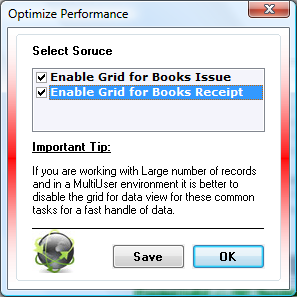 Optimize Performance
Select Soruce
Enable Grid for Books Issue
Enable Grid for Books Receipt
Important Tip:
If you are working with Large number of records
and in a MultiUser environment it is better to
disable the grid for data view for these common
tasks for a fast handle of data.
Save
OK